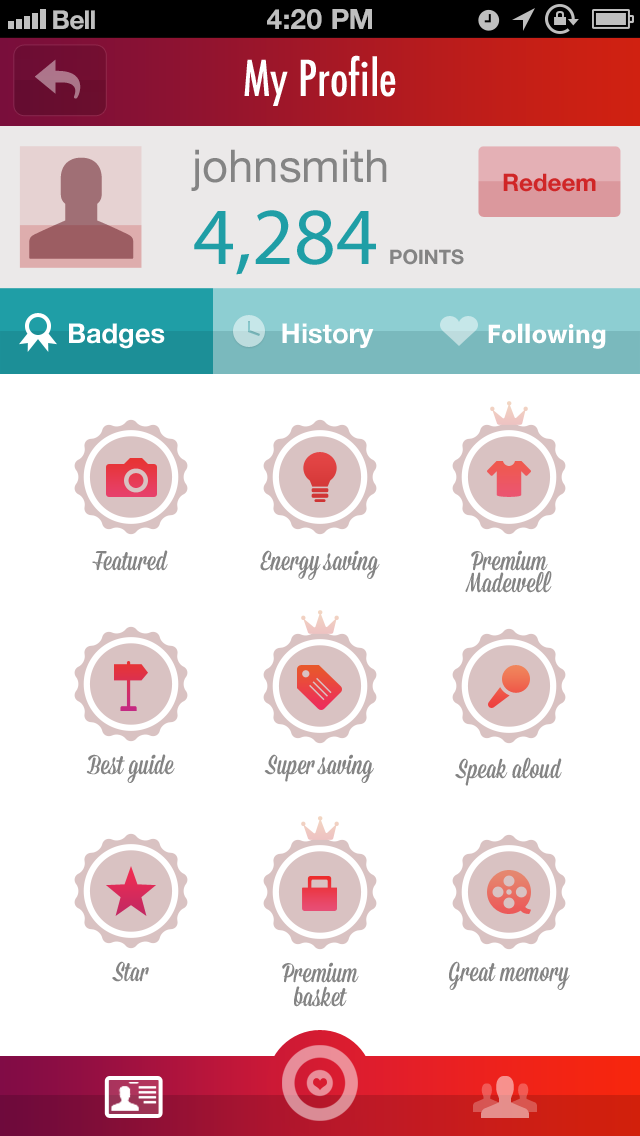 Bell 4:20 PM
My Profile
johnsmith
Redeem
4,284 POINTS
Badges History Following
Featured Energy saving Premium
Madewell
Best guide Super saving Speak aloud
Star Premium Great memory
basket